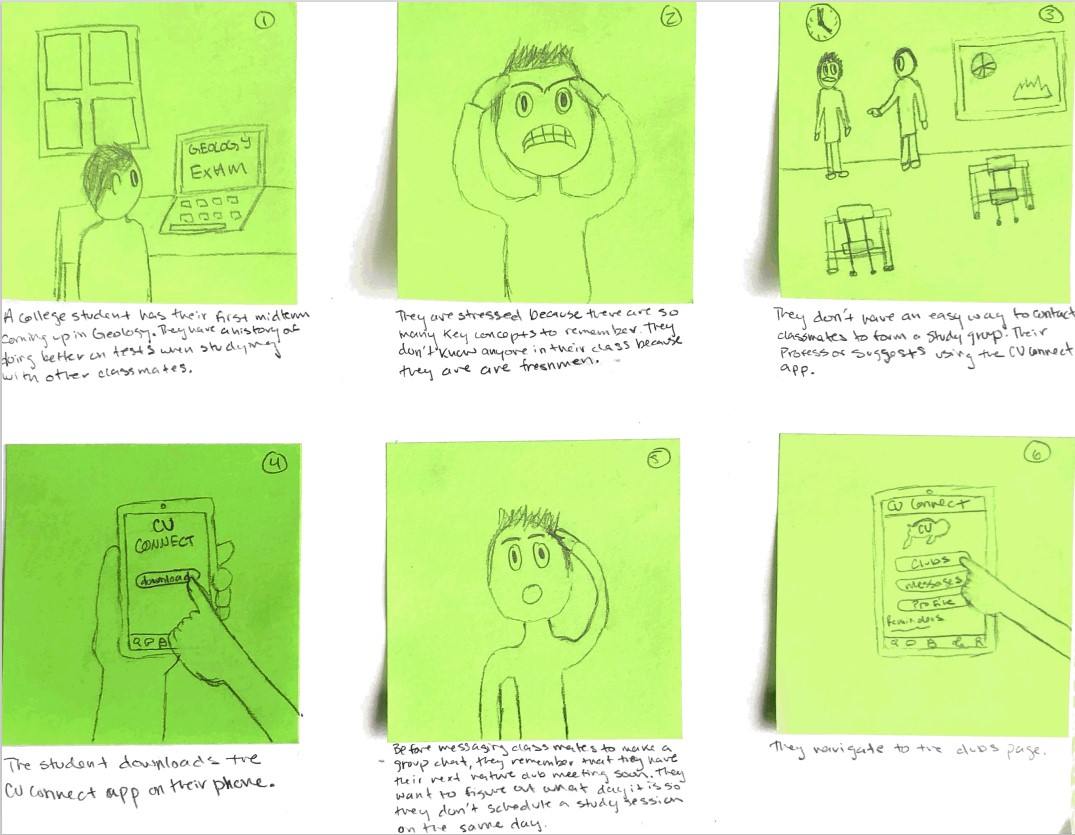 1
GEOLOGY
EXAM
A college student has their first midterm
coming up in Geology. They have a history of
doing better on tests when studying
with other classmates.
2
They are stressed because there are so
many key concepts to remember. They
don't know anyone in their class because
they are are freshmen.
3
They don't have an easy way to contact
classmates to form a study group. Their
Professor suggests using the CU Connect
app.
4
CU
CONNECT
download
The student downloads the
CU Connect app on their phone.
5
Before messaging classmates to make a
group chat, they remember that they have
their next nature club meeting soon. They
want to figure out what day it is so
they don't schedule a study session
on the same day.
6
CU Connect
CU
Clubs
messages
Profile
Reminders
They navigate to the clubs page.